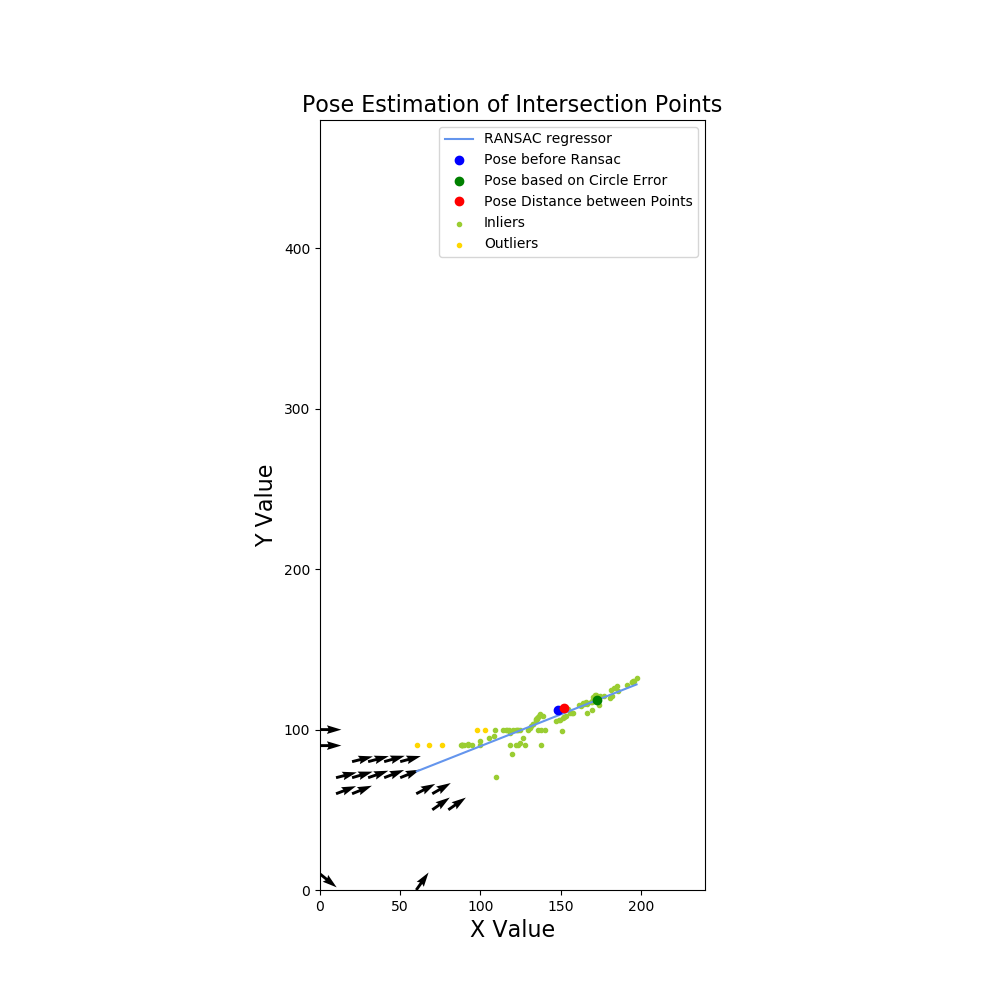 Pose Estimation of Intersection Points
RANSAC regressor
Pose before Ransac
Pose based on Circle Error
Pose Distance between Points
Inliers
Outliers
400
300
200
100
0
Y Value
0 50 100 150 200
X Value